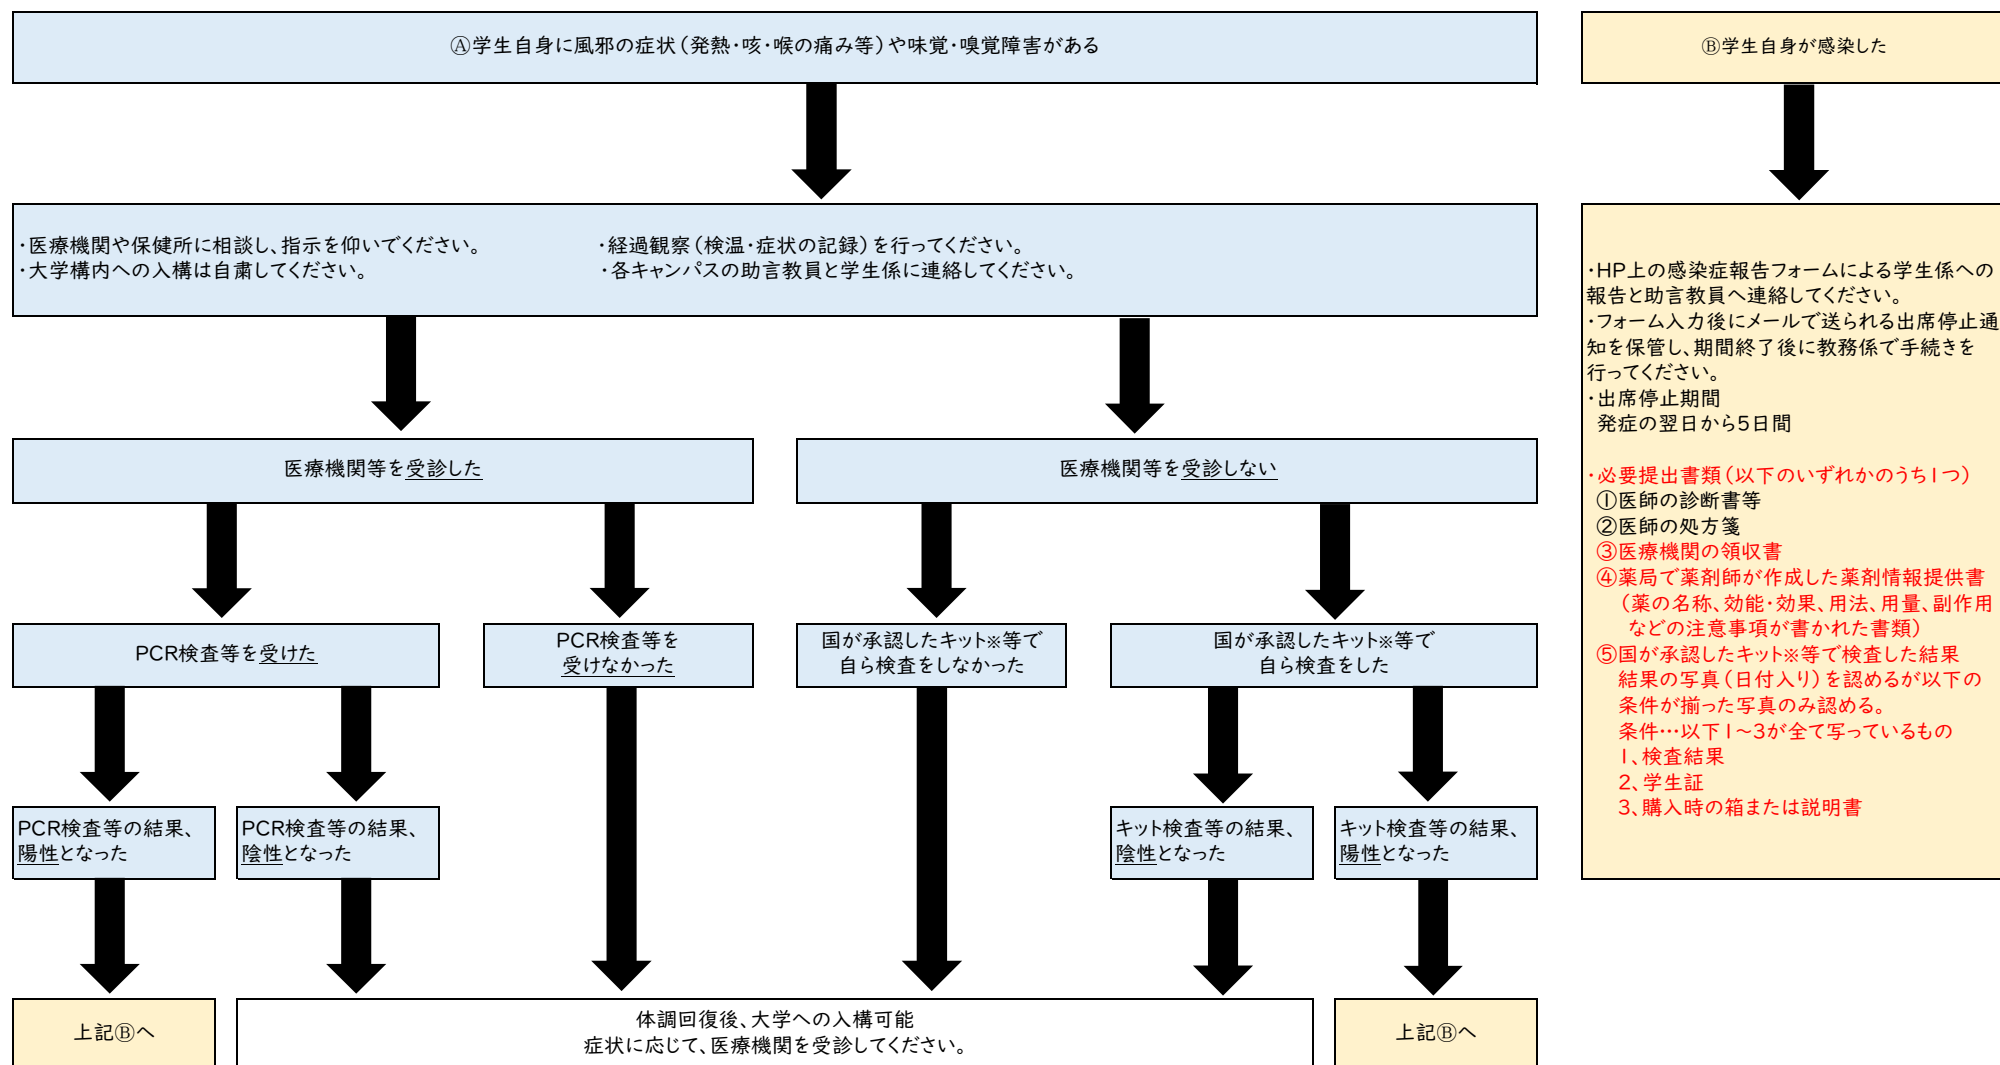 Ⓐ学生自身に風邪の症状(発熱・咳・喉の痛み等)や味覚・嗅覚障害がある
・医療機関や保健所に相談し、指示を仰いでください。
・大学構内への入構は自粛してください。
・経過観察(検温・症状の記録)を行ってください。
・各キャンパスの助言教員と学生係に連絡してください。
医療機関等を受診した
医療機関等を受診しない
PCR検査等を受けた
PCR検査等を
受けなかった
国が承認したキット※等で
自ら検査をしなかった
国が承認したキット※等で
自ら検査をした
PCR検査等の結果、
陽性となった
PCR検査等の結果、
陰性となった
キット検査等の結果、
陰性となった
キット検査等の結果、
陽性となった
上記Ⓑへ
体調回復後、大学への入構可能
症状に応じて、医療機関を受診してください。
上記Ⓑへ
Ⓑ学生自身が感染した
・HP上の感染症報告フォームによる学生係への
報告と助言教員へ連絡してください。
・フォーム入力後にメールで送られる出席停止通
知を保管し、期間終了後に教務係で手続きを
行ってください。
・出席停止期間
発症の翌日から5日間
・必要提出書類(以下のいずれかのうち1つ)
①医師の診断書等
②医師の処方箋
③医療機関の領収書
④薬局で薬剤師が作成した薬剤情報提供書
(薬の名称、効能・効果、用法、用量、副作用
などの注意事項が書かれた書類)
⑤国が承認したキット※等で検査した結果
結果の写真(日付入り)を認めるが以下の
条件が揃った写真のみ認める。
条件…以下1~3が全て写っているもの
1、検査結果
2、学生証
3、購入時の箱または説明書